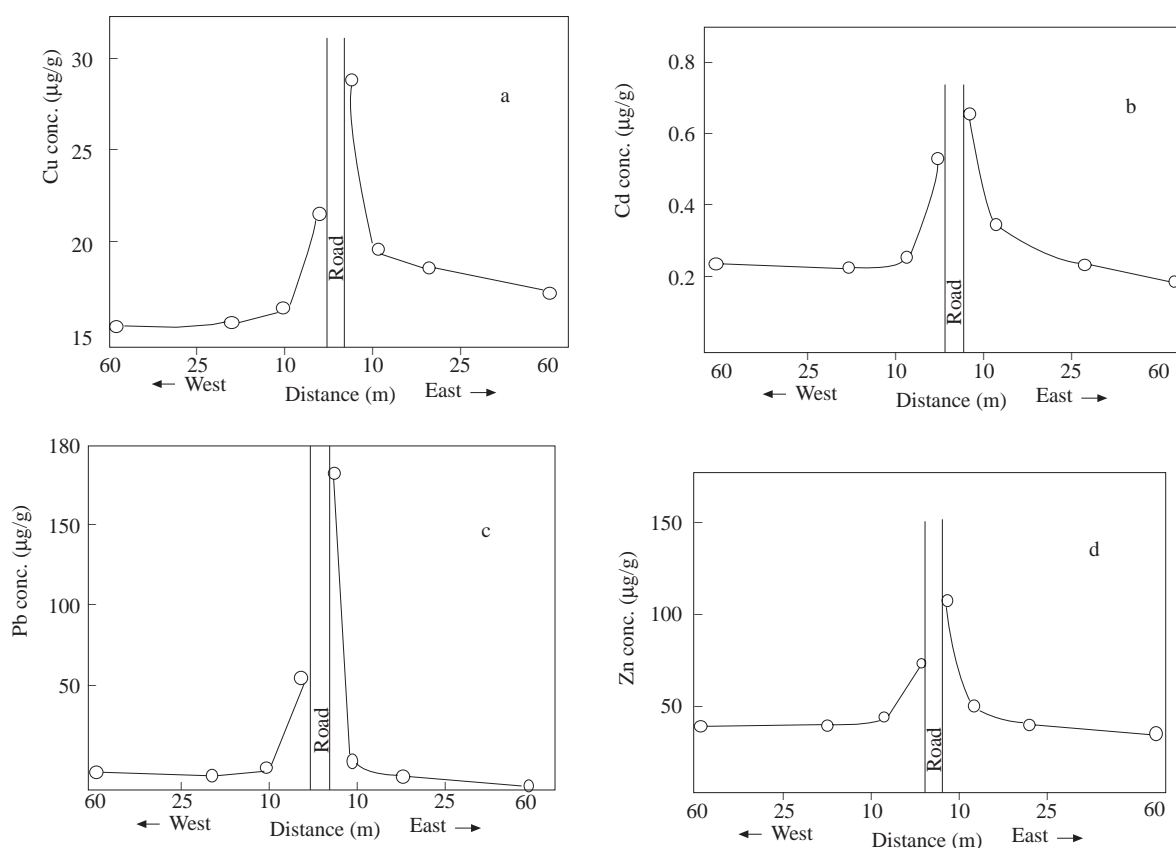 30
25
20
15
Cu conc. (µg/g)
a
Road
60 25 10 10 25 60
← West Distance (m) East →
0.8
0.6
0.4
0.2
Cd conc. (µg/g)
b
Road
60 25 10 10 25 60
← West Distance (m) East →
180
150
100
50
Pb conc. (µg/g)
c
Road
60 25 10 10 25 60
← West Distance (m) East →
150
100
50
Zn conc. (µg/g)
d
Road
60 25 10 10 25 60
← West Distance (m) East →